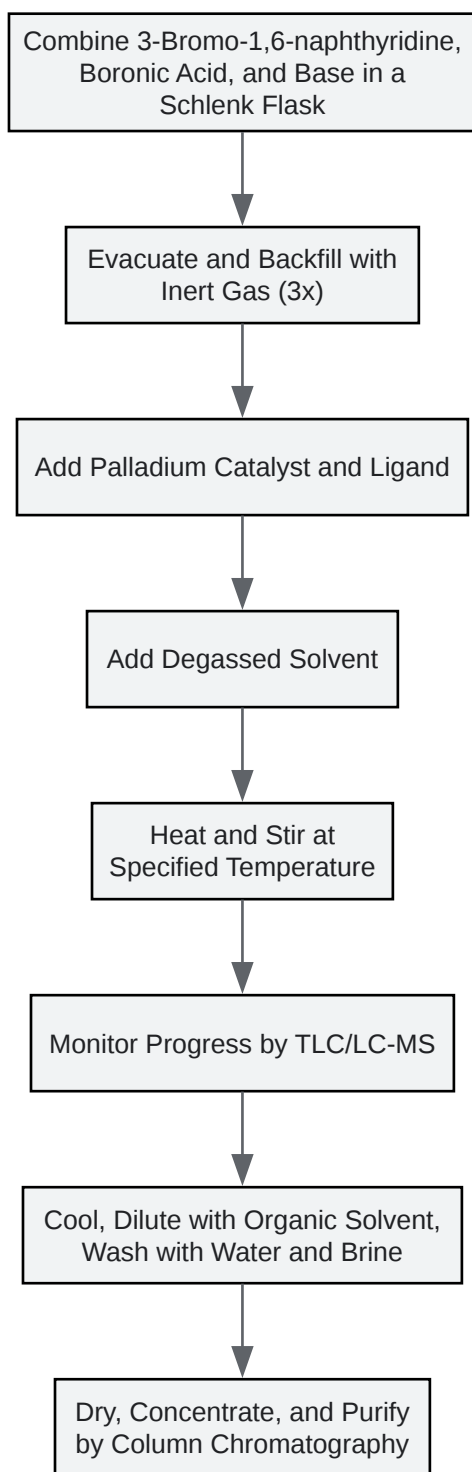 Combine 3-Bromo-1,6-naphthyridine,
Boronic Acid, and Base in a
Schlenk Flask
Evacuate and Backfill with
Inert Gas (3x)
Add Palladium Catalyst and Ligand
Add Degassed Solvent
Heat and Stir at
Specified Temperature
Monitor Progress by TLC/LC-MS
Cool, Dilute with Organic Solvent,
Wash with Water and Brine
Dry, Concentrate, and Purify
by Column Chromatography